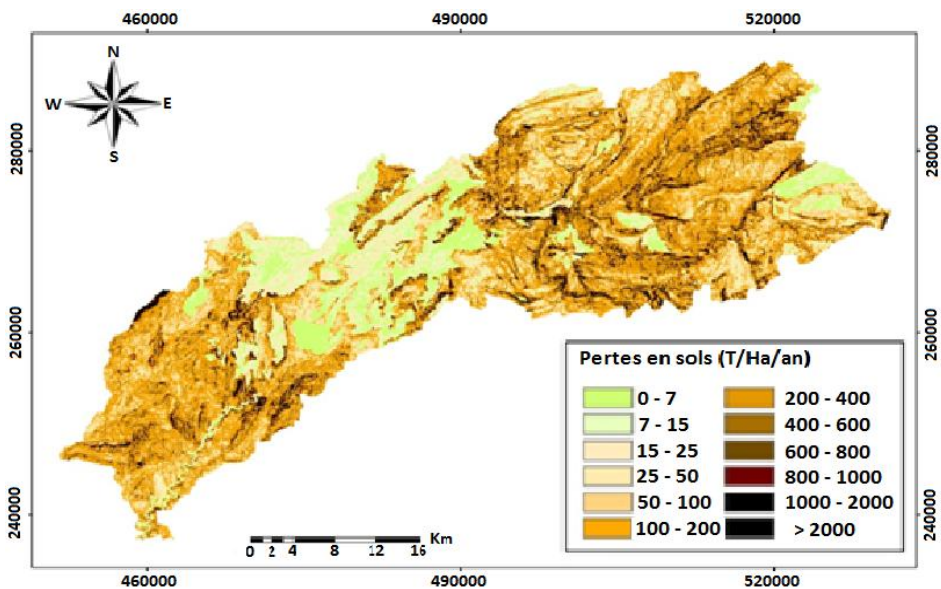 460000 490000 520000
N
W E
S
280000 280000
260000 260000
240000 240000
Pertes en sols (T/Ha/an)
0 - 7 200 - 400
7 - 15 400 - 600
15 - 25 600 - 800
25 - 50 800 - 1000
50 - 100 1000 - 2000
100 - 200 > 2000
Km
0 2 4 8 12 16
460000 490000 520000